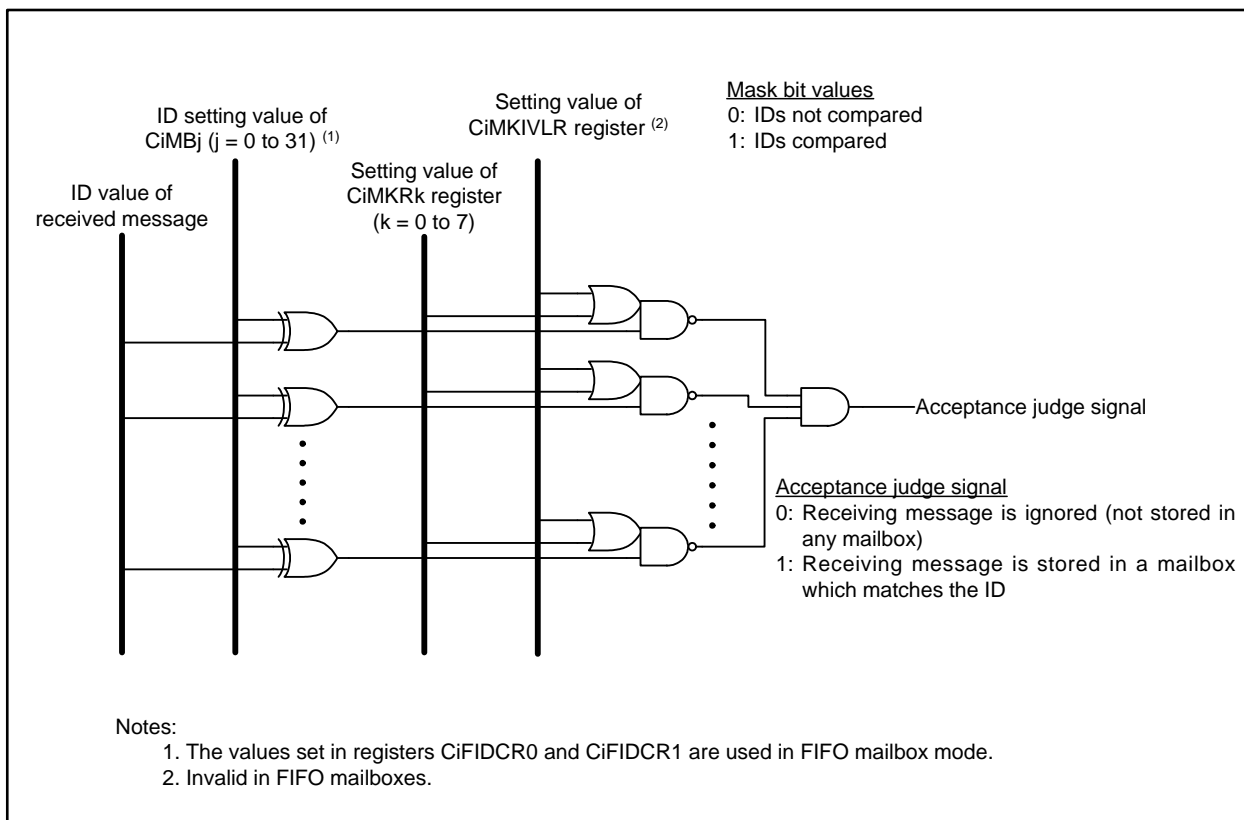 ID value of
received message
ID setting value of
CiMBj (j = 0 to 31) (1)
Setting value of
CiMKRk register
(k = 0 to 7)
Setting value of
CiMKIVLR register (2)
Mask bit values
0: IDs not compared
1: IDs compared
Acceptance judge signal
Acceptance judge signal
0: Receiving message is ignored (not stored in
any mailbox)
1: Receiving message is stored in a mailbox
which matches the ID
Notes:
1. The values set in registers CiFIDCR0 and CiFIDCR1 are used in FIFO mailbox mode.
2. Invalid in FIFO mailboxes.